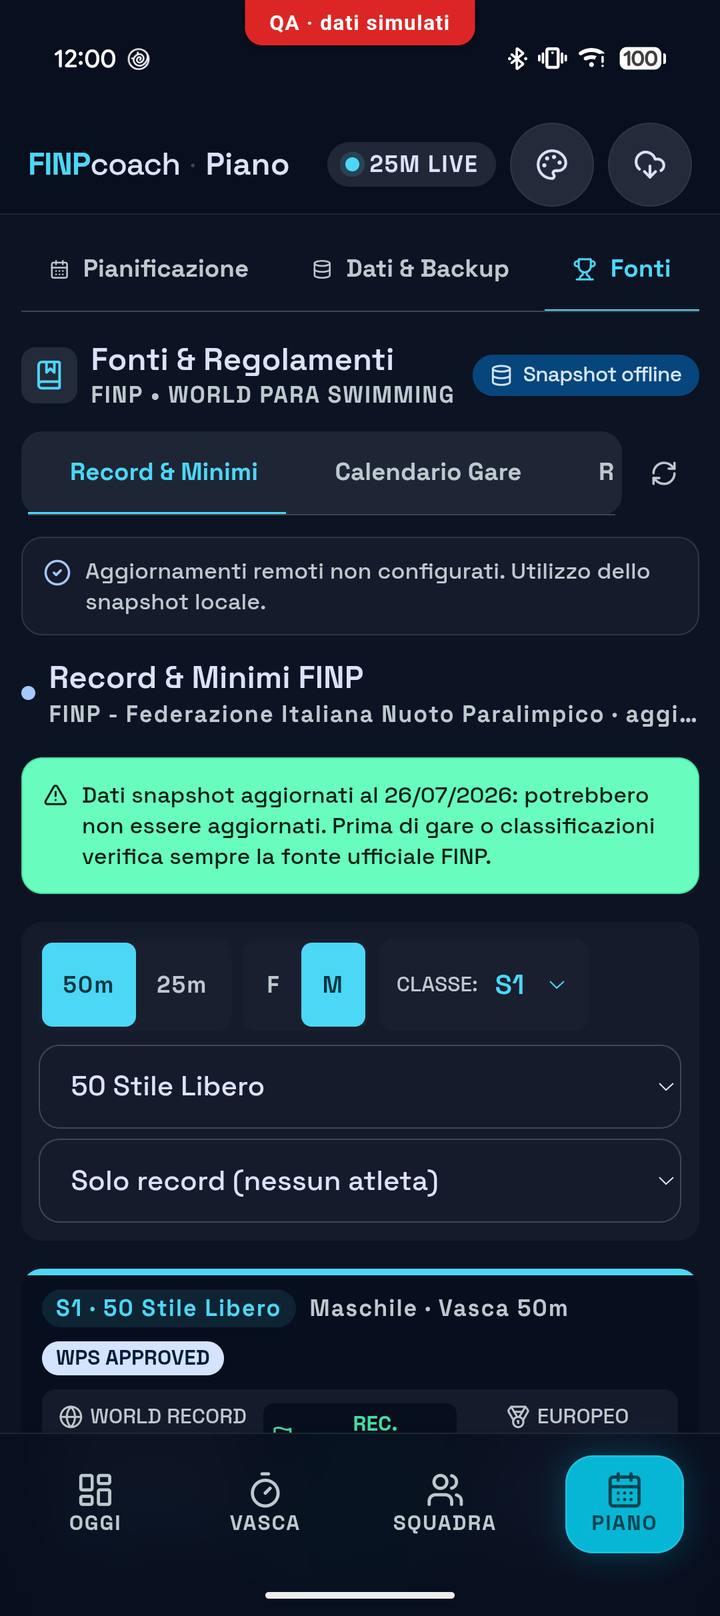 QA · dati simulati
12:00
100
FINPcoach · Piano
25M LIVE
Pianificazione
Dati & Backup
Fonti
Fonti & Regolamenti
FINP • WORLD PARA SWIMMING
Snapshot offline
Record & Minimi
Calendario Gare
R
Aggiornamenti remoti non configurati. Utilizzo dello
snapshot locale.
Record & Minimi FINP
FINP - Federazione Italiana Nuoto Paralimpico · aggi...
Dati snapshot aggiornati al 26/07/2026: potrebbero
non essere aggiornati. Prima di gare o classificazioni
verifica sempre la fonte ufficiale FINP.
50m
25m
F
M
CLASSE: S1
50 Stile Libero
Solo record (nessun atleta)
S1 · 50 Stile Libero
Maschile · Vasca 50m
WPS APPROVED
WORLD RECORD
REC.
EUROPEO
OGGI
VASCA
SQUADRA
PIANO